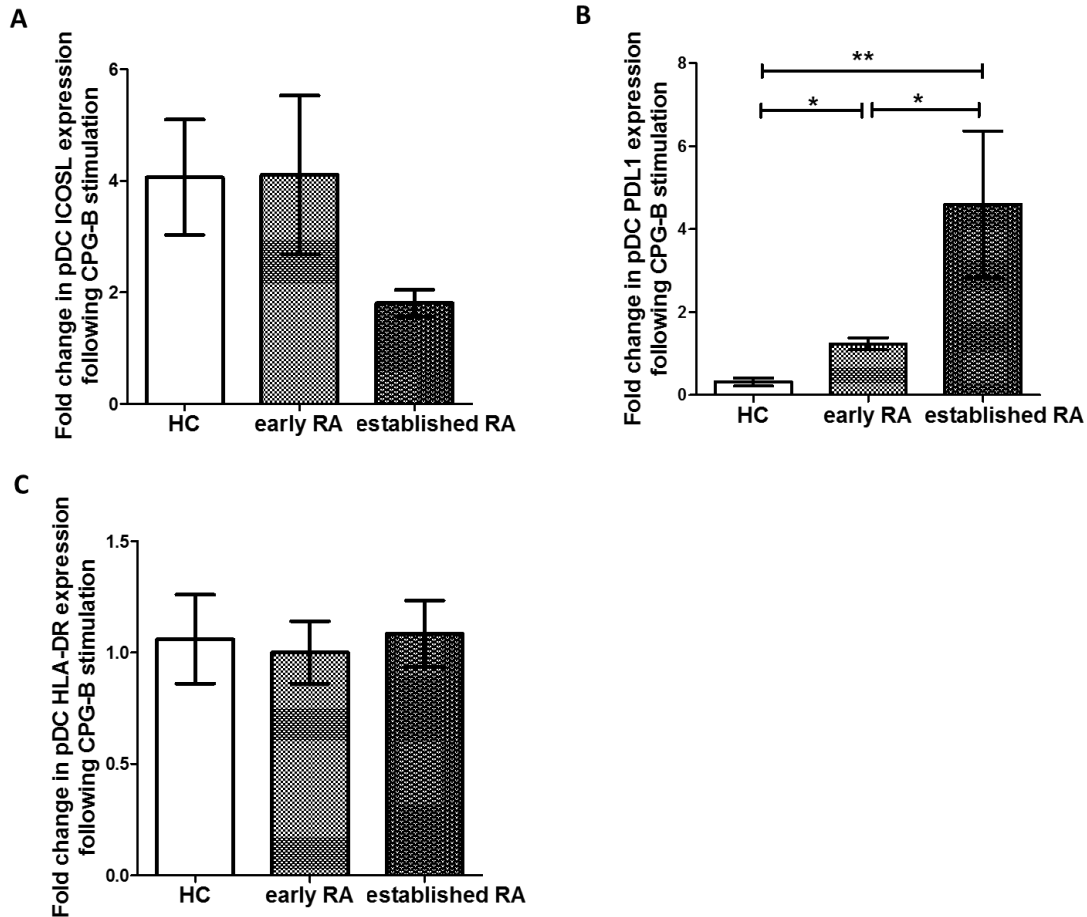 A
Fold change in pDC ICOSL expression
following CPG-B stimulation
6
4
2
0
HC
early RA
established RA
B
Fold change in pDC PDL1 expression
following CPG-B stimulation
8
6
4
2
0
**
*
*
HC
early RA
established RA
C
Fold change in pDC HLA-DR expression
following CPG-B stimulation
1.5
1.0
0.5
0.0
HC
early RA
established RA